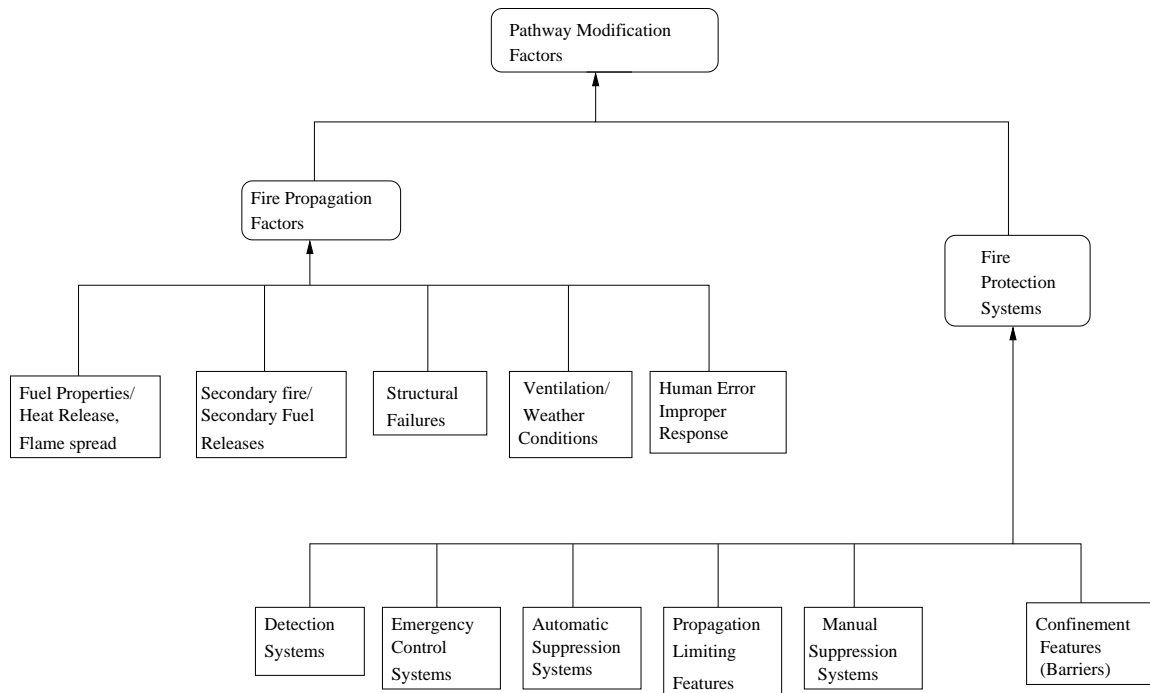 Pathway Modification
Factors
Fire Propagation
Factors
Fire
Protection
Systems
Fuel Properties/
Heat Release,
Flame spread
Secondary fire/
Secondary Fuel
Releases
Structural
Failures
Ventilation/
Weather
Conditions
Human Error
Improper
Response
Detection
Systems
Emergency
Control
Systems
Automatic
Suppression
Systems
Propagation
Limiting
Features
Manual
Suppression
Systems
Confinement
Features
(Barriers)